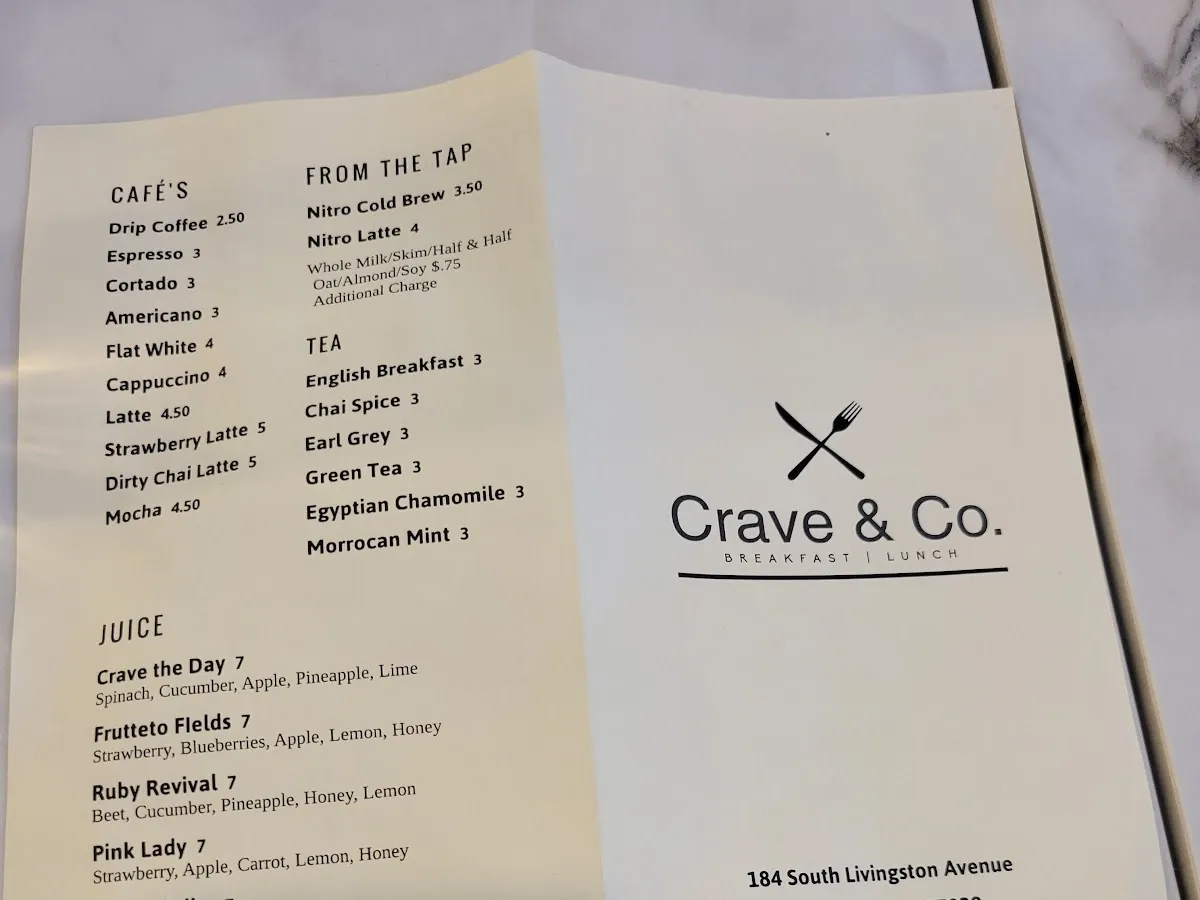 CAFÉ'S
Drip Coffee 2.50
Espresso 3
Cortado 3
Americano 3
Flat White 4
Cappuccino 4
Latte 4.50
Strawberry Latte 5
Dirty Chai Latte 5
Mocha 4.50
FROM THE TAP
Nitro Cold Brew 3.50
Nitro Latte 4
Whole Milk/Skim/Half & Half
Oat/Almond/Soy $.75
Additional Charge
TEA
English Breakfast 3
Chai Spice 3
Earl Grey 3
Green Tea 3
Egyptian Chamomile 3
Morrocan Mint 3
JUICE
Crave the Day 7
Spinach, Cucumber, Apple, Pineapple, Lime
Frutteto FIelds 7
Strawberry, Blueberries, Apple, Lemon, Honey
Ruby Revival 7
Beet, Cucumber, Pineapple, Honey, Lemon
Pink Lady 7
Strawberry, Apple, Carrot, Lemon, Honey
Crave & Co.
BREAKFAST | LUNCH
184 South Livingston Avenue